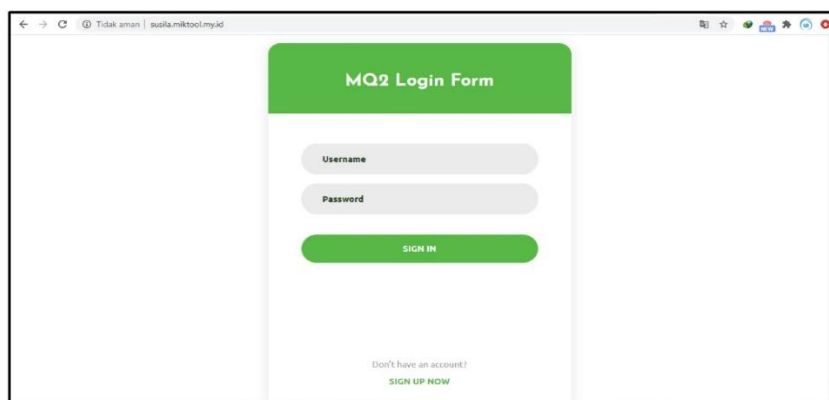 Tidak aman | susila.miktool.my.id
NEW
MQ2 Login Form
Username
Password
SIGN IN
Don't have an account?
SIGN UP NOW